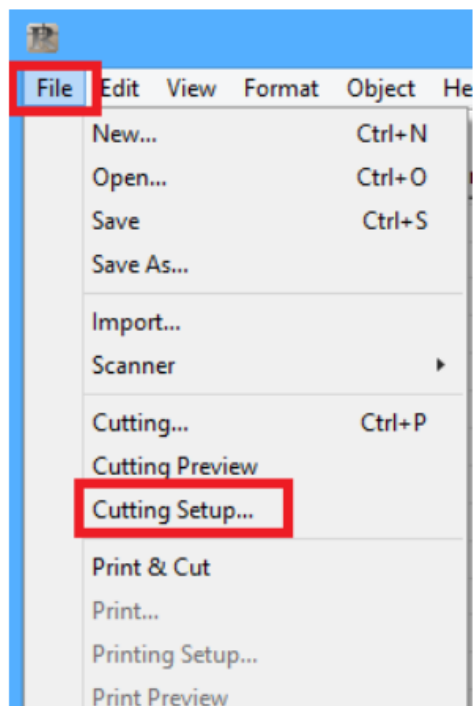 File Edit View Format Object He
New... Ctrl+N
Open... Ctrl+O
Save Ctrl+S
Save As...
Import...
Scanner
Cutting... Ctrl+P
Cutting Preview
Cutting Setup...
Print & Cut
Print...
Printing Setup...
Print Preview